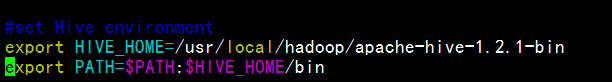 #set Hive environment
export HIVE_HOME=/usr/local/hadoop/apache-hive-1.2.1-bin
export PATH=$PATH:$HIVE_HOME/bin